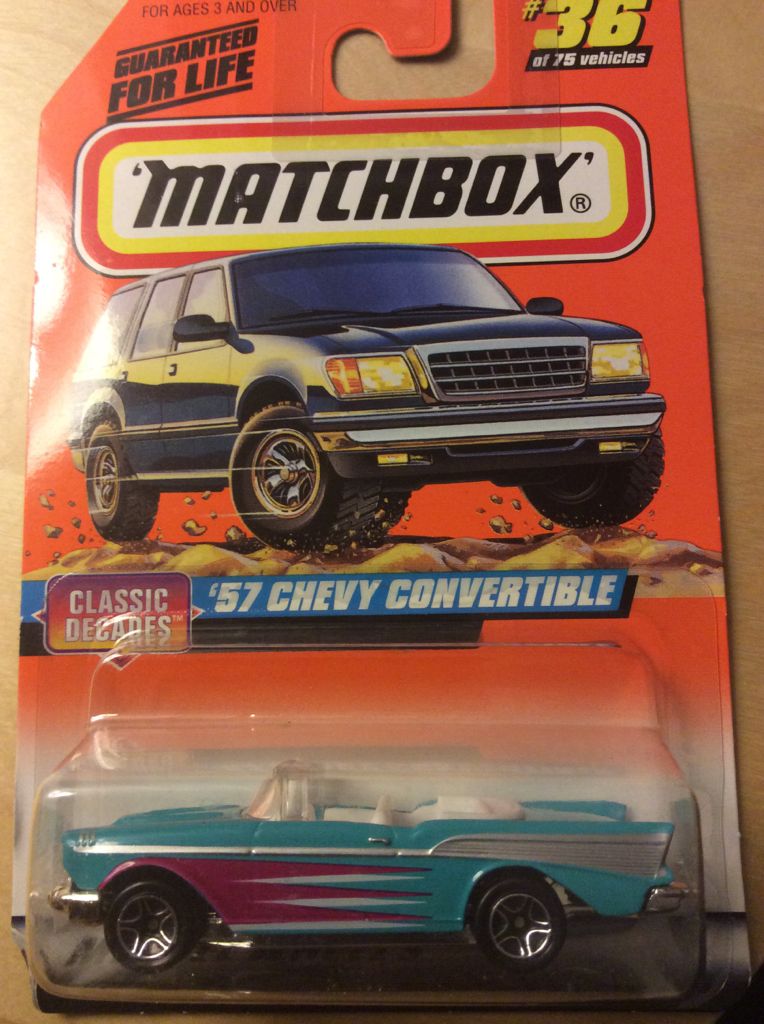 FOR AGES 3 AND OVER
GUARANTEED
FOR LIFE
#36
of 75 vehicles
'MATCHBOX'®
CLASSIC
DECADES™
'57 CHEVY CONVERTIBLE